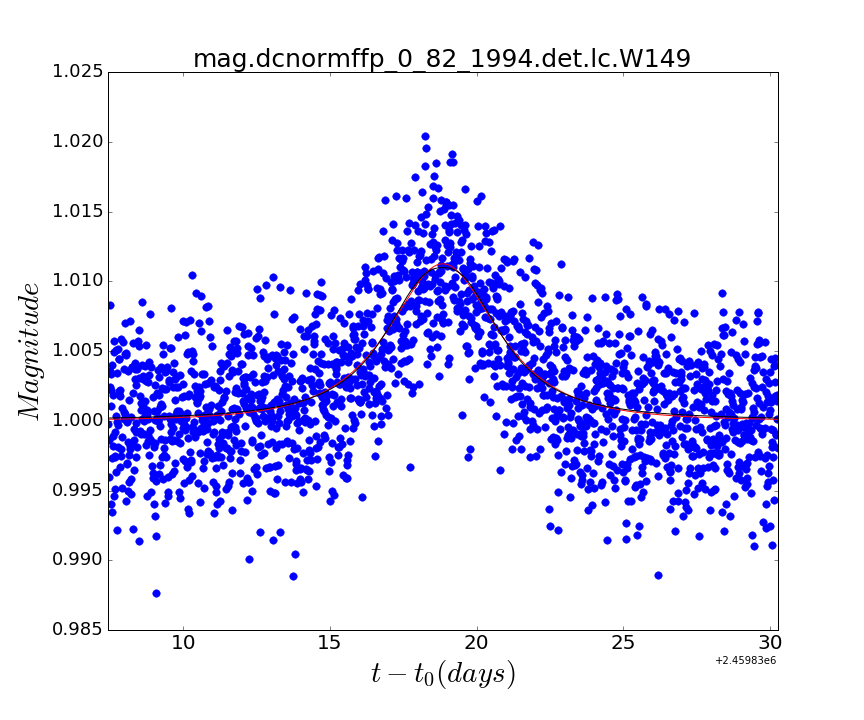 mag.dcnormffp_0_82_1994.det.lc.W149
1.025
1.020
1.015
1.010
1.005
1.000
0.995
0.990
0.985
Magnitude
10 15 20 25 30
+2.45983e6
t − t₀(days)